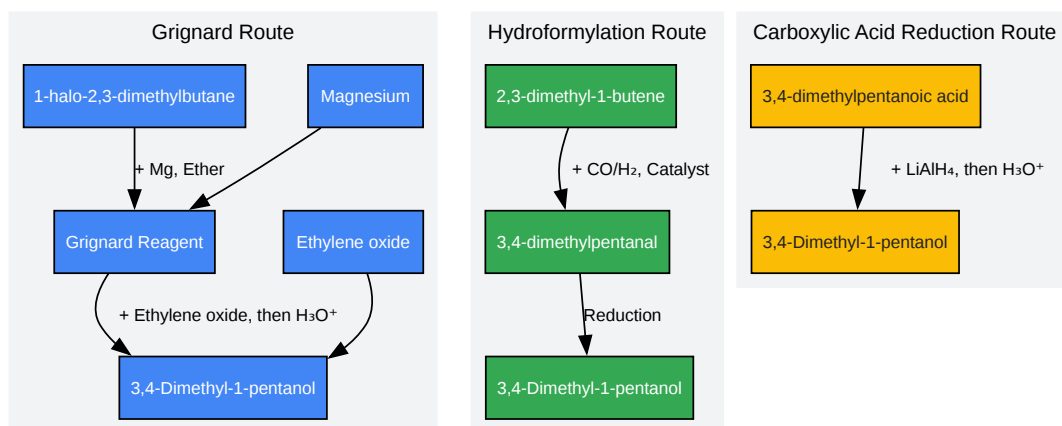 Grignard Route
1-halo-2,3-dimethylbutane
Magnesium
+ Mg, Ether
Grignard Reagent
Ethylene oxide
+ Ethylene oxide, then H₃O⁺
3,4-Dimethyl-1-pentanol
Hydroformylation Route
2,3-dimethyl-1-butene
+ CO/H₂, Catalyst
3,4-dimethylpentanal
Reduction
3,4-Dimethyl-1-pentanol
Carboxylic Acid Reduction Route
3,4-dimethylpentanoic acid
+ LiAlH₄, then H₃O⁺
3,4-Dimethyl-1-pentanol